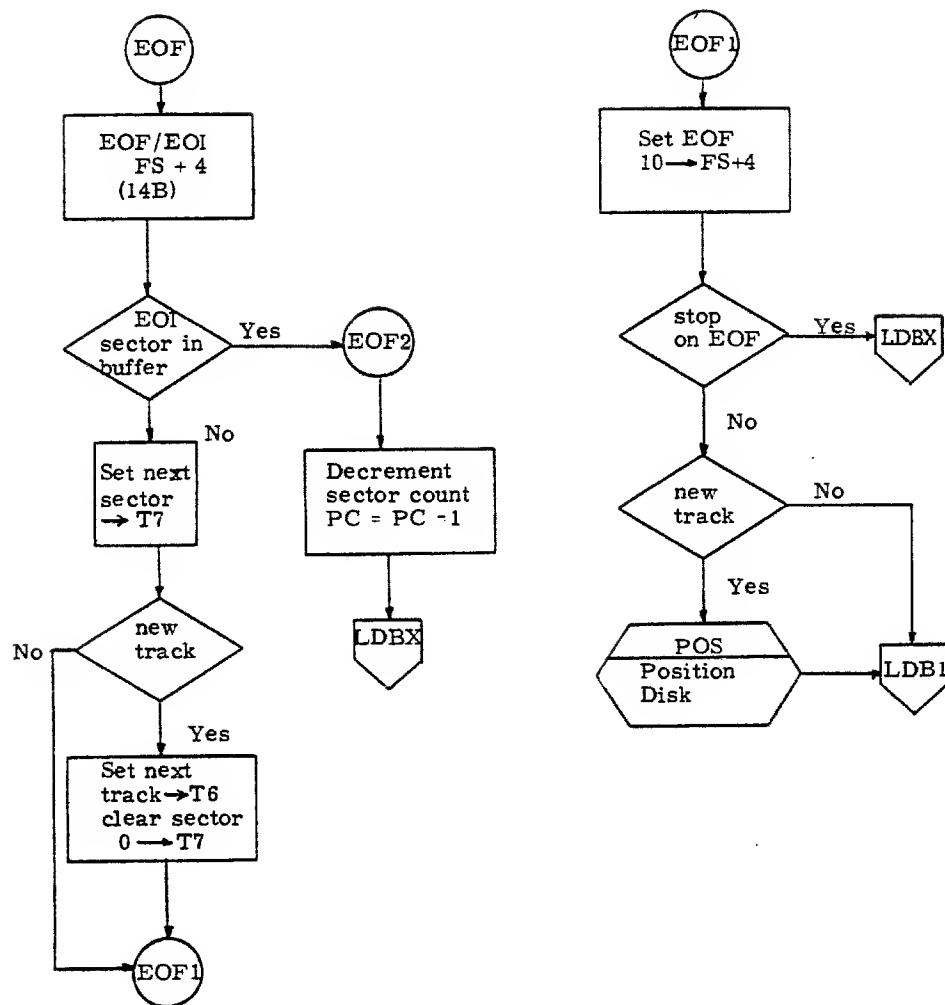 EOF
EOF/EOI
FS + 4
(14B)
EOI
sector in
buffer
Yes
EOF2
No
Set next
sector
→ T7
Decrement
sector count
PC = PC -1
LDBX
new
track
No
Yes
Set next
track→T6
clear sector
0 → T7
EOF1
EOF1
Set EOF
10→FS+4
stop
on EOF
Yes
LDBX
No
new
track
No
Yes
POS
Position
Disk
LDB1